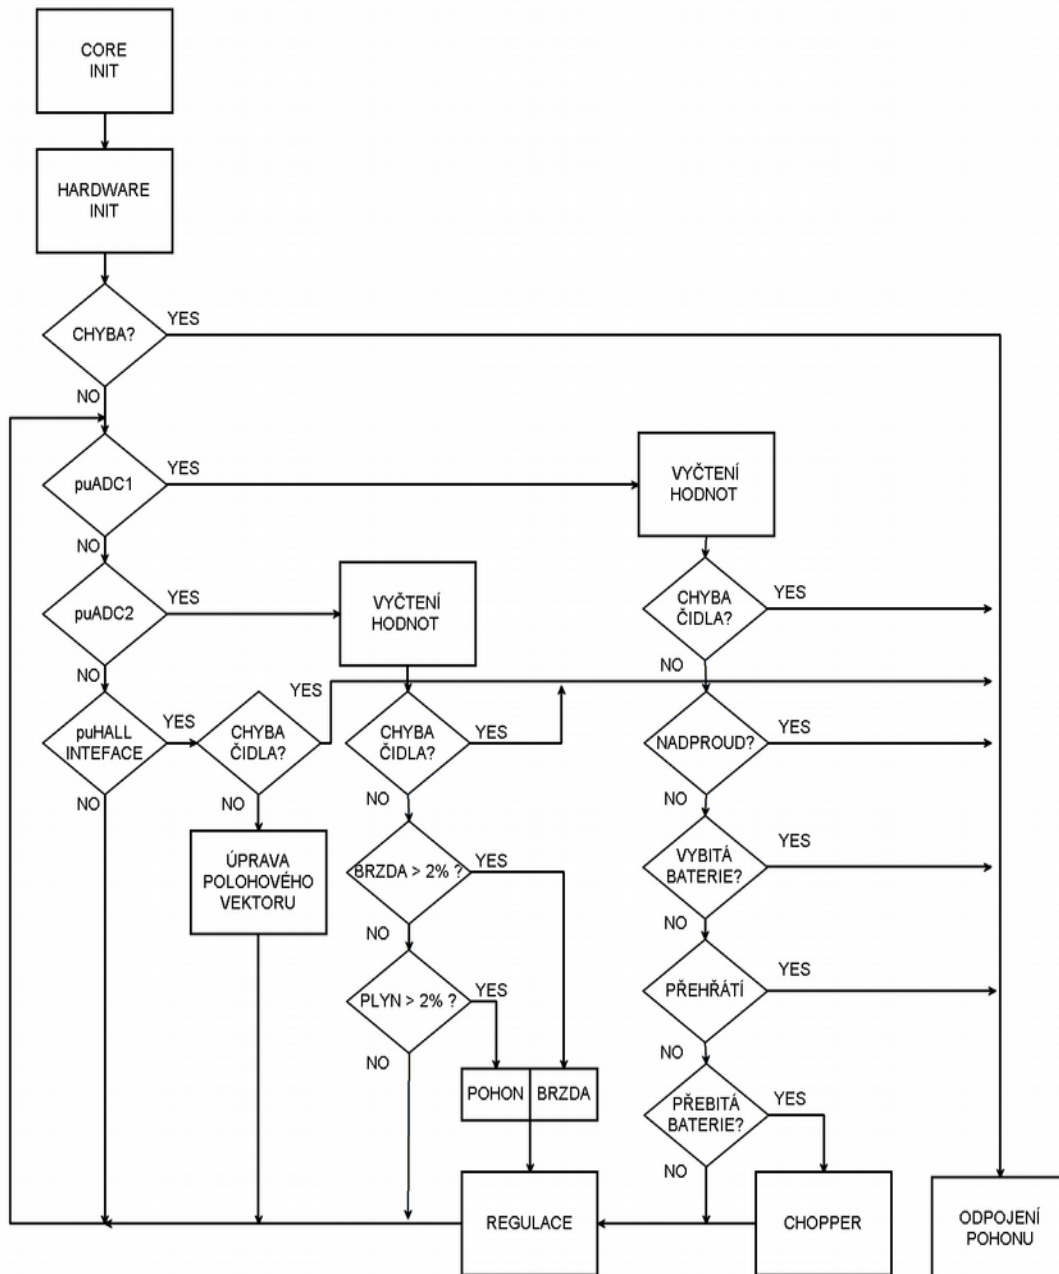 CORE
INIT
HARDWARE
INIT
CHYBA?
YES
NO
puADC1
YES
NO
VYČTENÍ
HODNOT
puADC2
YES
NO
VYČTENÍ
HODNOT
CHYBA
ČIDLA?
YES
NO
puHALL
INTEFACE
YES
NO
CHYBA
ČIDLA?
YES
NO
CHYBA
ČIDLA?
YES
NO
NADPROUD?
YES
NO
ÚPRAVA
POLOHOVÉHO
VEKTORU
BRZDA > 2% ?
YES
NO
VYBITÁ
BATERIE?
YES
NO
PLYN > 2% ?
YES
NO
PŘEHŘÁTÍ
YES
NO
POHON
BRZDA
PŘEBITÁ
BATERIE?
YES
NO
REGULACE
CHOPPER
ODPOJENÍ
POHONU